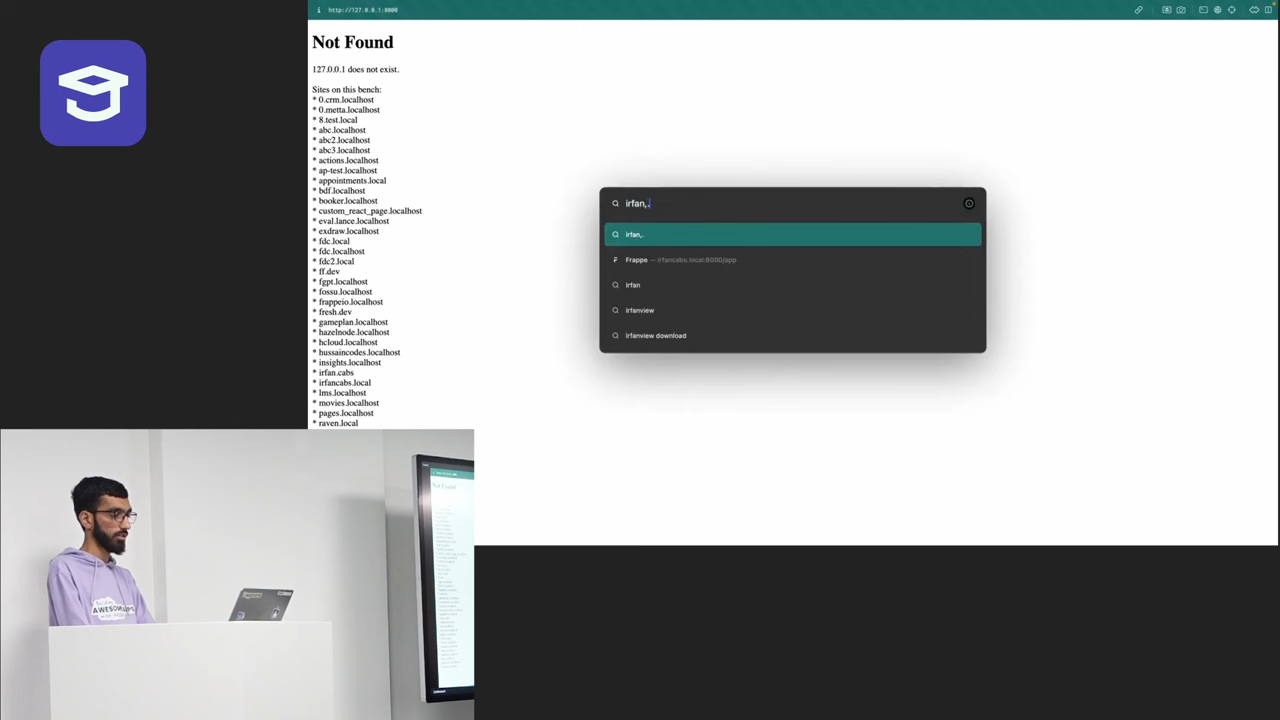 http://127.0.0.1:8000
Not Found
127.0.0.1 does not exist.
Sites on this bench:
* 0.crm.localhost
* 0.metta.localhost
* 8.test.local
* abc.localhost
* abc2.localhost
* abc3.localhost
* actions.localhost
* ap-test.localhost
* appointments.local
* bdf.localhost
* booker.localhost
* custom_react_page.localhost
* eval.lance.localhost
* exdraw.localhost
* fdc.local
* fdc.localhost
* fdc2.local
* ff.dev
* fgpt.localhost
* fossu.localhost
* frappeio.localhost
* fresh.dev
* gameplan.localhost
* hazelnode.localhost
* hcloud.localhost
* hussaincodes.localhost
* insights.localhost
* irfan.cabs
* irfancabs.local
* lms.localhost
* movies.localhost
* pages.localhost
* raven.local
irfan,.
irfan,.
Frappe — irfancabs.local:8000/app
Irfan
irfanview
irfanview download
Not Found
AWESOME